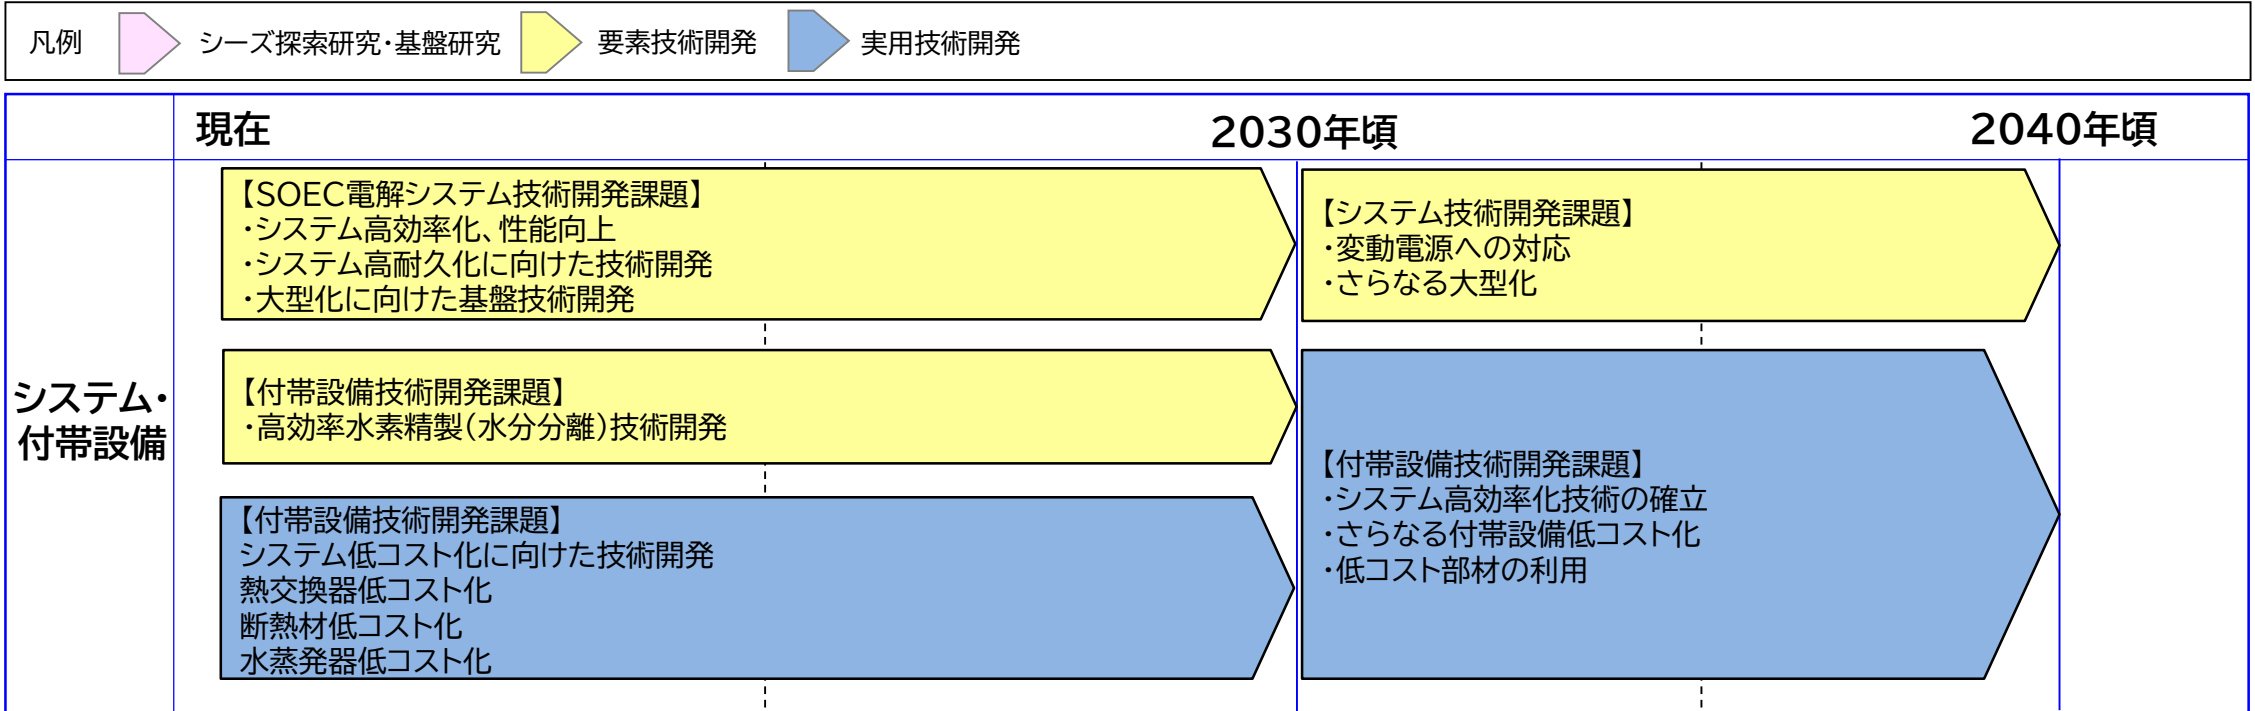 凡例
シーズ探索研究・基盤研究
要素技術開発
実用技術開発
現在
2030年頃
2040年頃
システム・
付帯設備
【SOEC電解システム技術開発課題】
・システム高効率化、性能向上
・システム高耐久化に向けた技術開発
・大型化に向けた基盤技術開発
【システム技術開発課題】
・変動電源への対応
・さらなる大型化
【付帯設備技術開発課題】
・高効率水素精製（水分分離）技術開発
【付帯設備技術開発課題】
システム低コスト化に向けた技術開発
熱交換器低コスト化
断熱材低コスト化
水蒸発器低コスト化
【付帯設備技術開発課題】
・システム高効率化技術の確立
・さらなる付帯設備低コスト化
・低コスト部材の利用